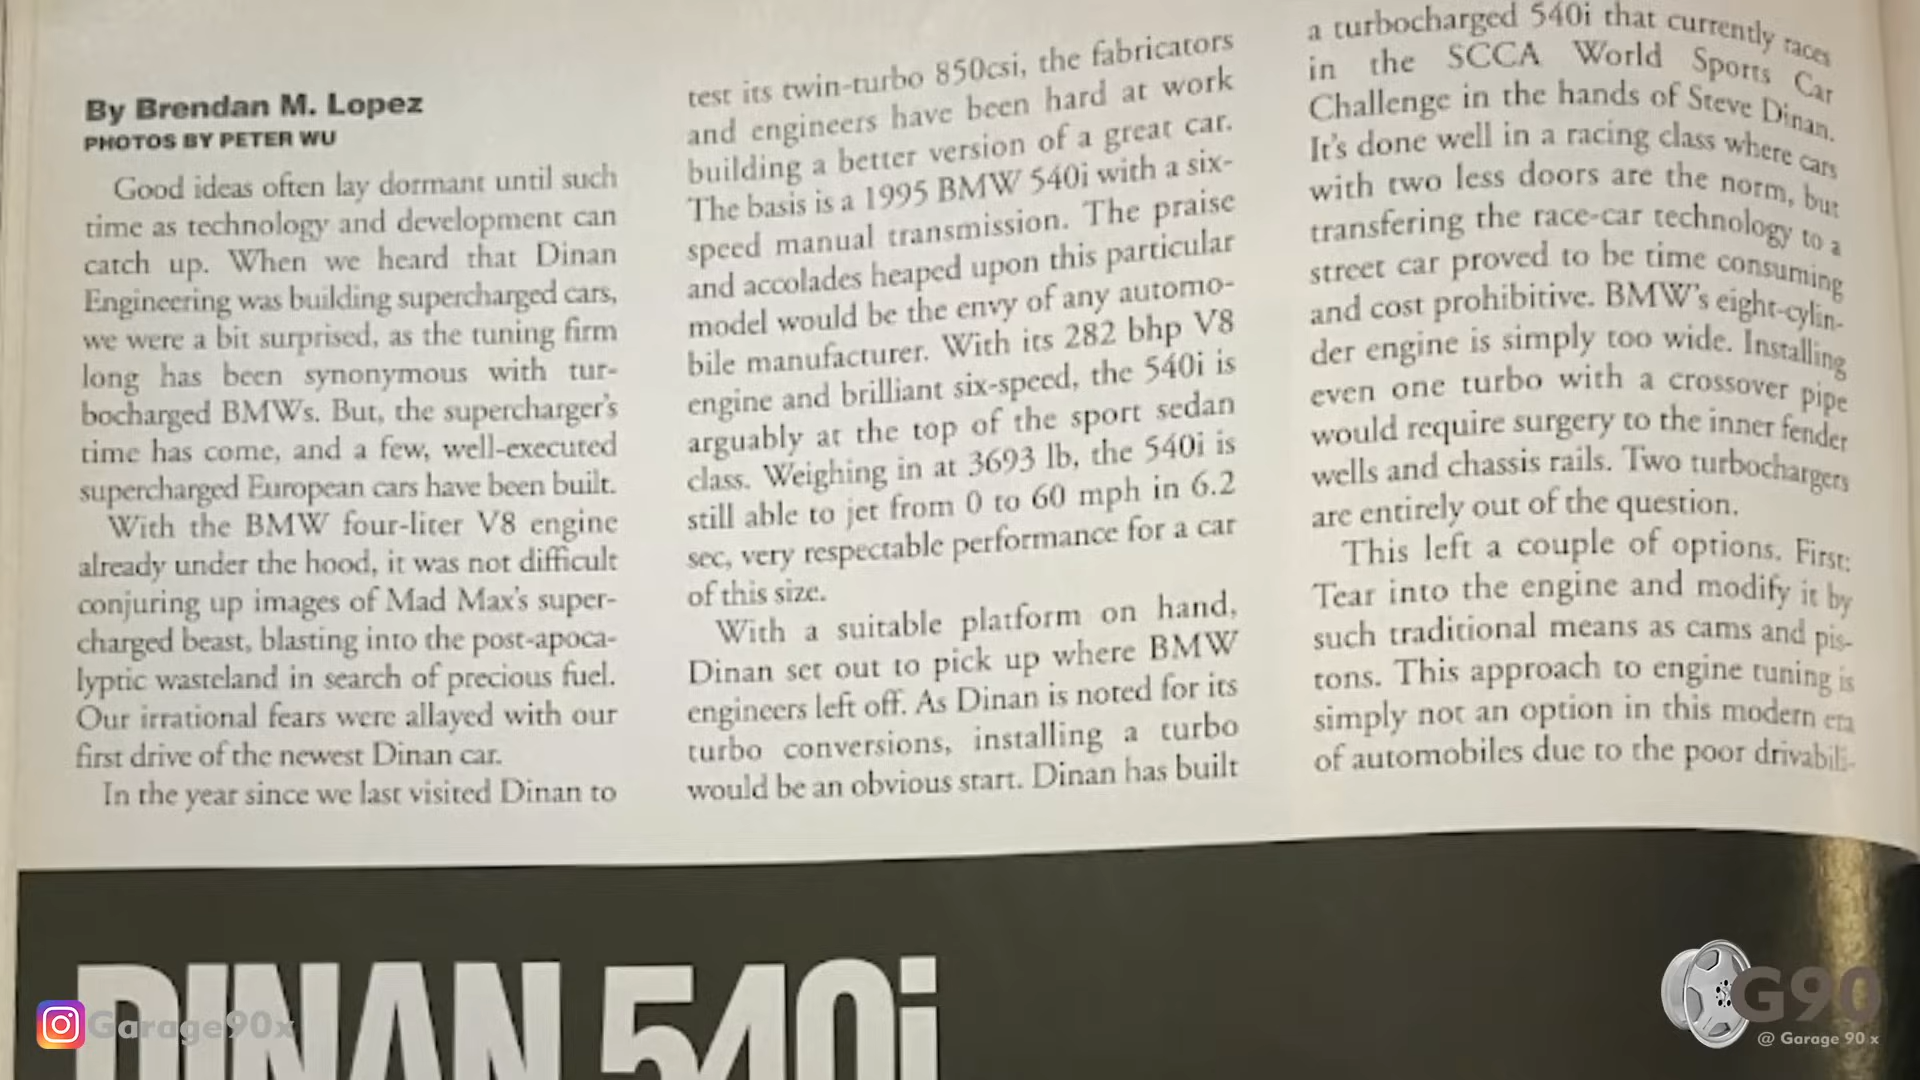 By Brendan M. Lopez
PHOTOS BY PETER WU
Good ideas often lay dormant until such
time as technology and development can
catch up. When we heard that Dinan
Engineering was building supercharged cars,
we were a bit surprised, as the tuning firm
long has been synonymous with tur-
bocharged BMWs. But, the supercharger's
time has come, and a few, well-executed
supercharged European cars have been built.
With the BMW four-liter V8 engine
already under the hood, it was not difficult
conjuring up images of Mad Max's super-
charged beast, blasting into the post-apoca-
lyptic wasteland in search of precious fuel.
Our irrational fears were allayed with our
first drive of the newest Dinan car.
In the year since we last visited Dinan to
test its twin-turbo 850csi, the fabricators
and engineers have been hard at work
building a better version of a great car.
The basis is a 1995 BMW 540i with a six-
speed manual transmission. The praise
and accolades heaped upon this particular
model would be the envy of any automo-
bile manufacturer. With its 282 bhp V8
engine and brilliant six-speed, the 540i is
arguably at the top of the sport sedan
class. Weighing in at 3693 lb, the 540i is
still able to jet from 0 to 60 mph in 6.2
sec, very respectable performance for a car
of this size.
With a suitable platform on hand,
Dinan set out to pick up where BMW
engineers left off. As Dinan is noted for its
turbo conversions, installing a turbo
would be an obvious start. Dinan has built
a turbocharged 540i that currently races
in the SCCA World Sports Car
Challenge in the hands of Steve Dinan.
It's done well in a racing class where cars
with two less doors are the norm, but
transfering the race-car technology to a
street car proved to be time consuming
and cost prohibitive. BMW's eight-cylin-
der engine is simply too wide. Installing
even one turbo with a crossover pipe
would require surgery to the inner fender
wells and chassis rails. Two turbochargers
are entirely out of the question.
This left a couple of options. First:
Tear into the engine and modify it by
such traditional means as cams and pis-
tons. This approach to engine tuning is
simply not an option in this modern era
of automobiles due to the poor drivabili-
DINAN 540i
Garage90x
G90
@ Garage 90 x